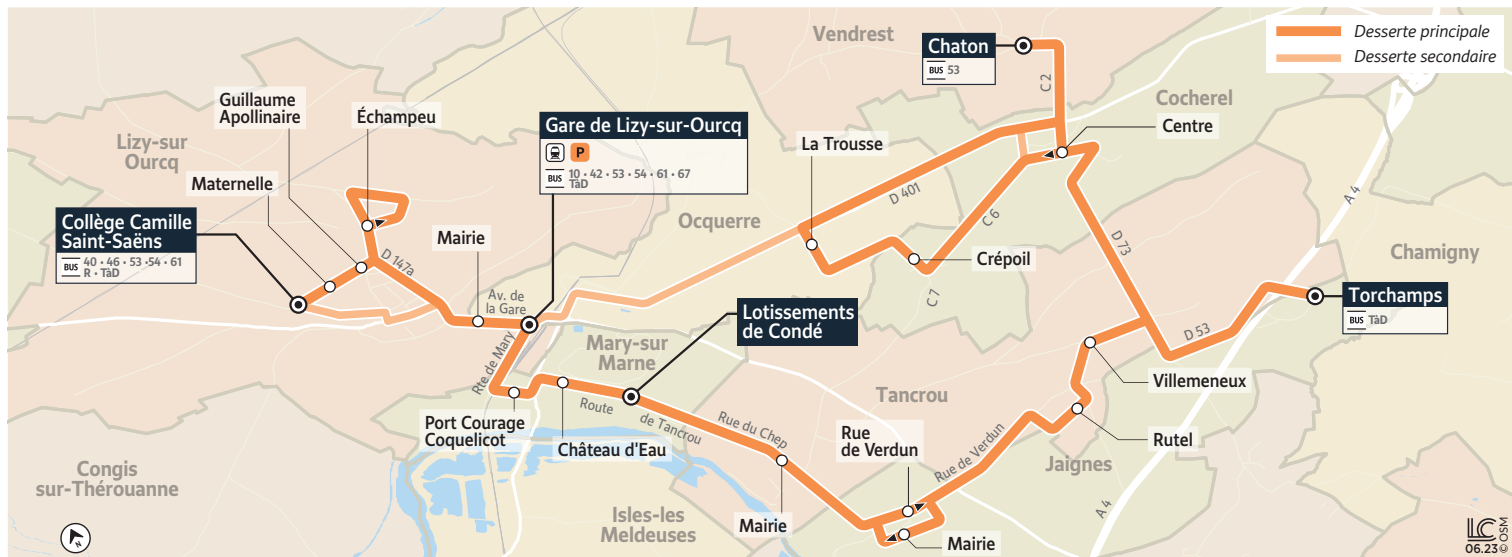 Vendrest
Chaton
BUS 53
Desserte principale
Desserte secondaire
C 2
Cocherel
Centre
Guillaume
Apollinaire
Échampeu
Gare de Lizy-sur-Ourcq
P
BUS 10 • 42 • 53 • 54 • 61 • 67
TàD
La Trousse
Lizy-sur
Ourcq
Maternelle
D 401
C 6
A 4
Collège Camille
Saint-Saëns
BUS 40 • 46 • 53 •54 • 61
R • TàD
Mairie
Ocquerre
D 147a
D 73
Crépoil
Chamigny
C 7
Av. de
la Gare
Lotissements
de Condé
Torchamps
BUS TàD
Mary-sur
Marne
D 53
Rte de Mary
Villemeneux
Tancrou
Port Courage
Coquelicot
Route
de Tancrou
Rue du Chep
Château d'Eau
Rue
de Verdun
Rue de Verdun
Rutel
Jaignes
Congis
sur-Thérouanne
A 4
Isles-les
Meldeuses
Mairie
Mairie
N
LC
06.23
© OSM